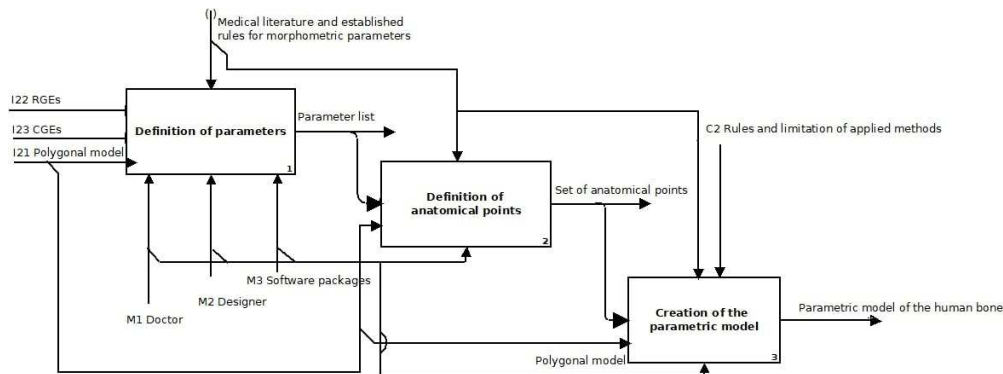 ()
Medical literature and established
rules for morphometric parameters
I22 RGEs
I23 CGEs
I21 Polygonal model
Definition of parameters
1
Parameter list
C2 Rules and limitation of applied methods
Definition of
anatomical points
2
Set of anatomical points
M3 Software packages
M2 Designer
M1 Doctor
Creation of the
parametric model
3
Parametric model of the human bone
Polygonal model